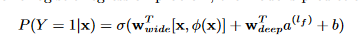 P(Y = 1|x) = σ(w_{wide}^T[x, ϕ(x)] + w_{deep}^T a^{(l_f)} + b)